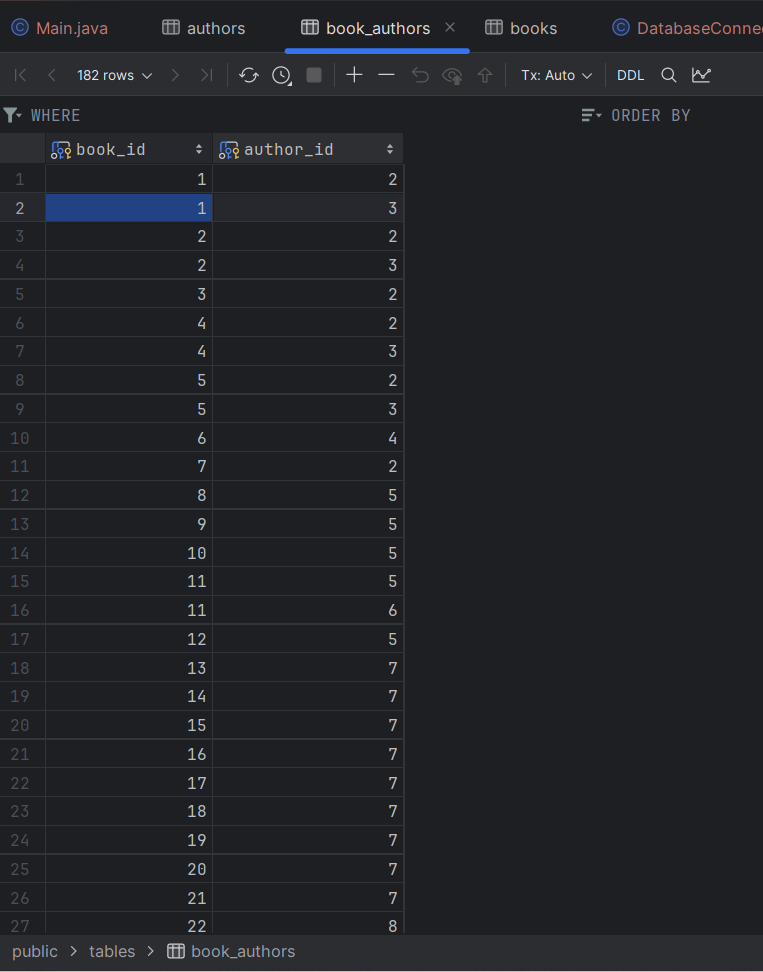 Main.java authors book_authors books DatabaseConne
182 rows Tx: Auto DDL
WHERE ORDER BY
book_id author_id
1 1 2
2 1 3
3 2 2
4 2 3
5 3 2
6 4 2
7 4 3
8 5 2
9 5 3
10 6 4
11 7 2
12 8 5
13 9 5
14 10 5
15 11 5
16 11 6
17 12 5
18 13 7
19 14 7
20 15 7
21 16 7
22 17 7
23 18 7
24 19 7
25 20 7
26 21 7
27 22 8
public tables book_authors